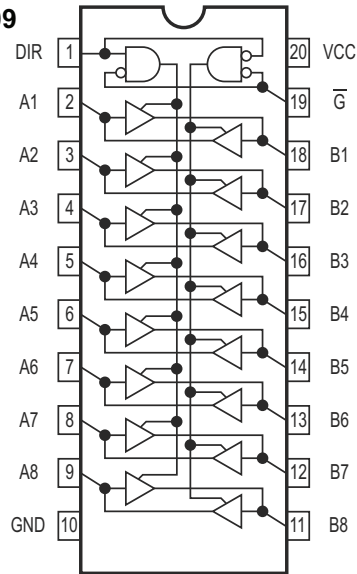 99
DIR 1 20 VCC
A1 2 19 G̅
A2 3 18 B1
A3 4 17 B2
A4 5 16 B3
A5 6 15 B4
A6 7 14 B5
A7 8 13 B6
A8 9 12 B7
GND 10 11 B8